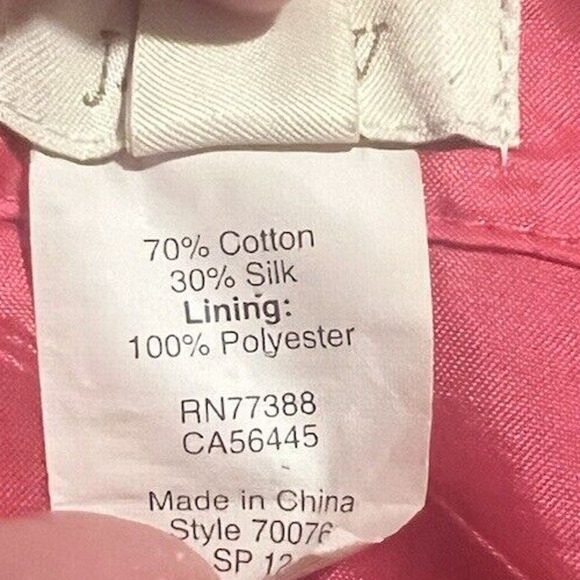 J.
70% Cotton
30% Silk
Lining:
100% Polyester
RN77388
CA56445
Made in China
Style 70076
SP 12